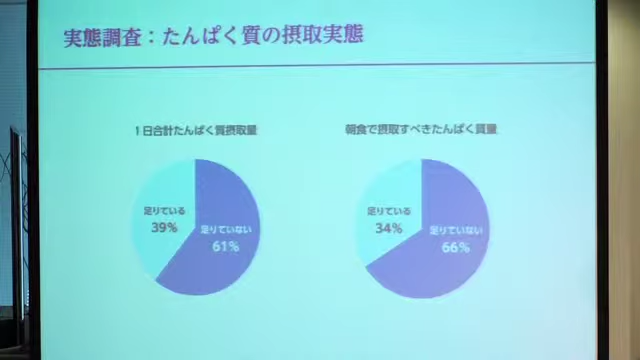 実態調査：たんぱく質の摂取実態
1日合計たんぱく質摂取量
朝食で摂取すべきたんぱく質量
足りている
39%
足りていない
61%
足りている
34%
足りていない
66%